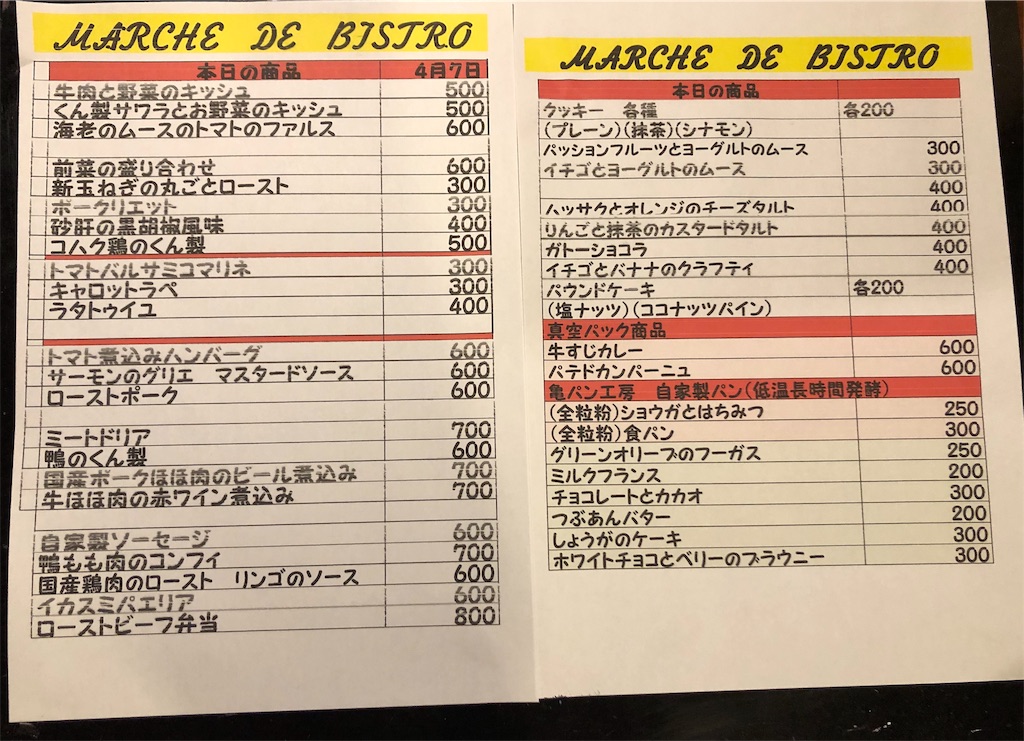 MARCHE DE BISTRO
本日の商品 4月7日
牛肉と野菜のキッシュ 500
くん製サワラとお野菜のキッシュ 500
海老のムースのトマトのファルス 600
前菜の盛り合わせ 600
新玉ねぎの丸ごとロースト 300
ポークリエット 300
砂肝の黒胡椒風味 400
コハク鶏のくん製 500
トマトバルサミコマリネ 300
キャロットラペ 300
ラタトゥイユ 400
トマト煮込みハンバーグ 600
サーモンのグリエ マスタードソース 600
ローストポーク 600
ミートドリア 700
鴨のくん製 600
国産ポークほほ肉のビール煮込み 700
牛ほほ肉の赤ワイン煮込み 700
自家製ソーセージ 600
鴨もも肉のコンフィ 700
国産鶏肉のロースト リンゴのソース 600
イカスミパエリア 600
ローストビーフ弁当 800
MARCHE DE BISTRO
本日の商品
クッキー 各種 各200
(プレーン)(抹茶)(シナモン)
パッションフルーツとヨーグルトのムース 300
イチゴとヨーグルトのムース 300
400
ハッサクとオレンジのチーズタルト 400
りんごと抹茶のカスタードタルト 400
ガトーショコラ 400
イチゴとバナナのクラフティ 400
パウンドケーキ 各200
(塩ナッツ)(ココナッツパイン)
真空パック商品
牛すじカレー 600
パテドカンパーニュ 600
亀パン工房 自家製パン(低温長時間発酵)
(全粒粉)ショウガとはちみつ 250
(全粒粉)食パン 300
グリーンオリーブのフーガス 250
ミルクフランス 200
チョコレートとカカオ 300
つぶあんバター 200
しょうがのケーキ 300
ホワイトチョコとベリーのブラウニー 300